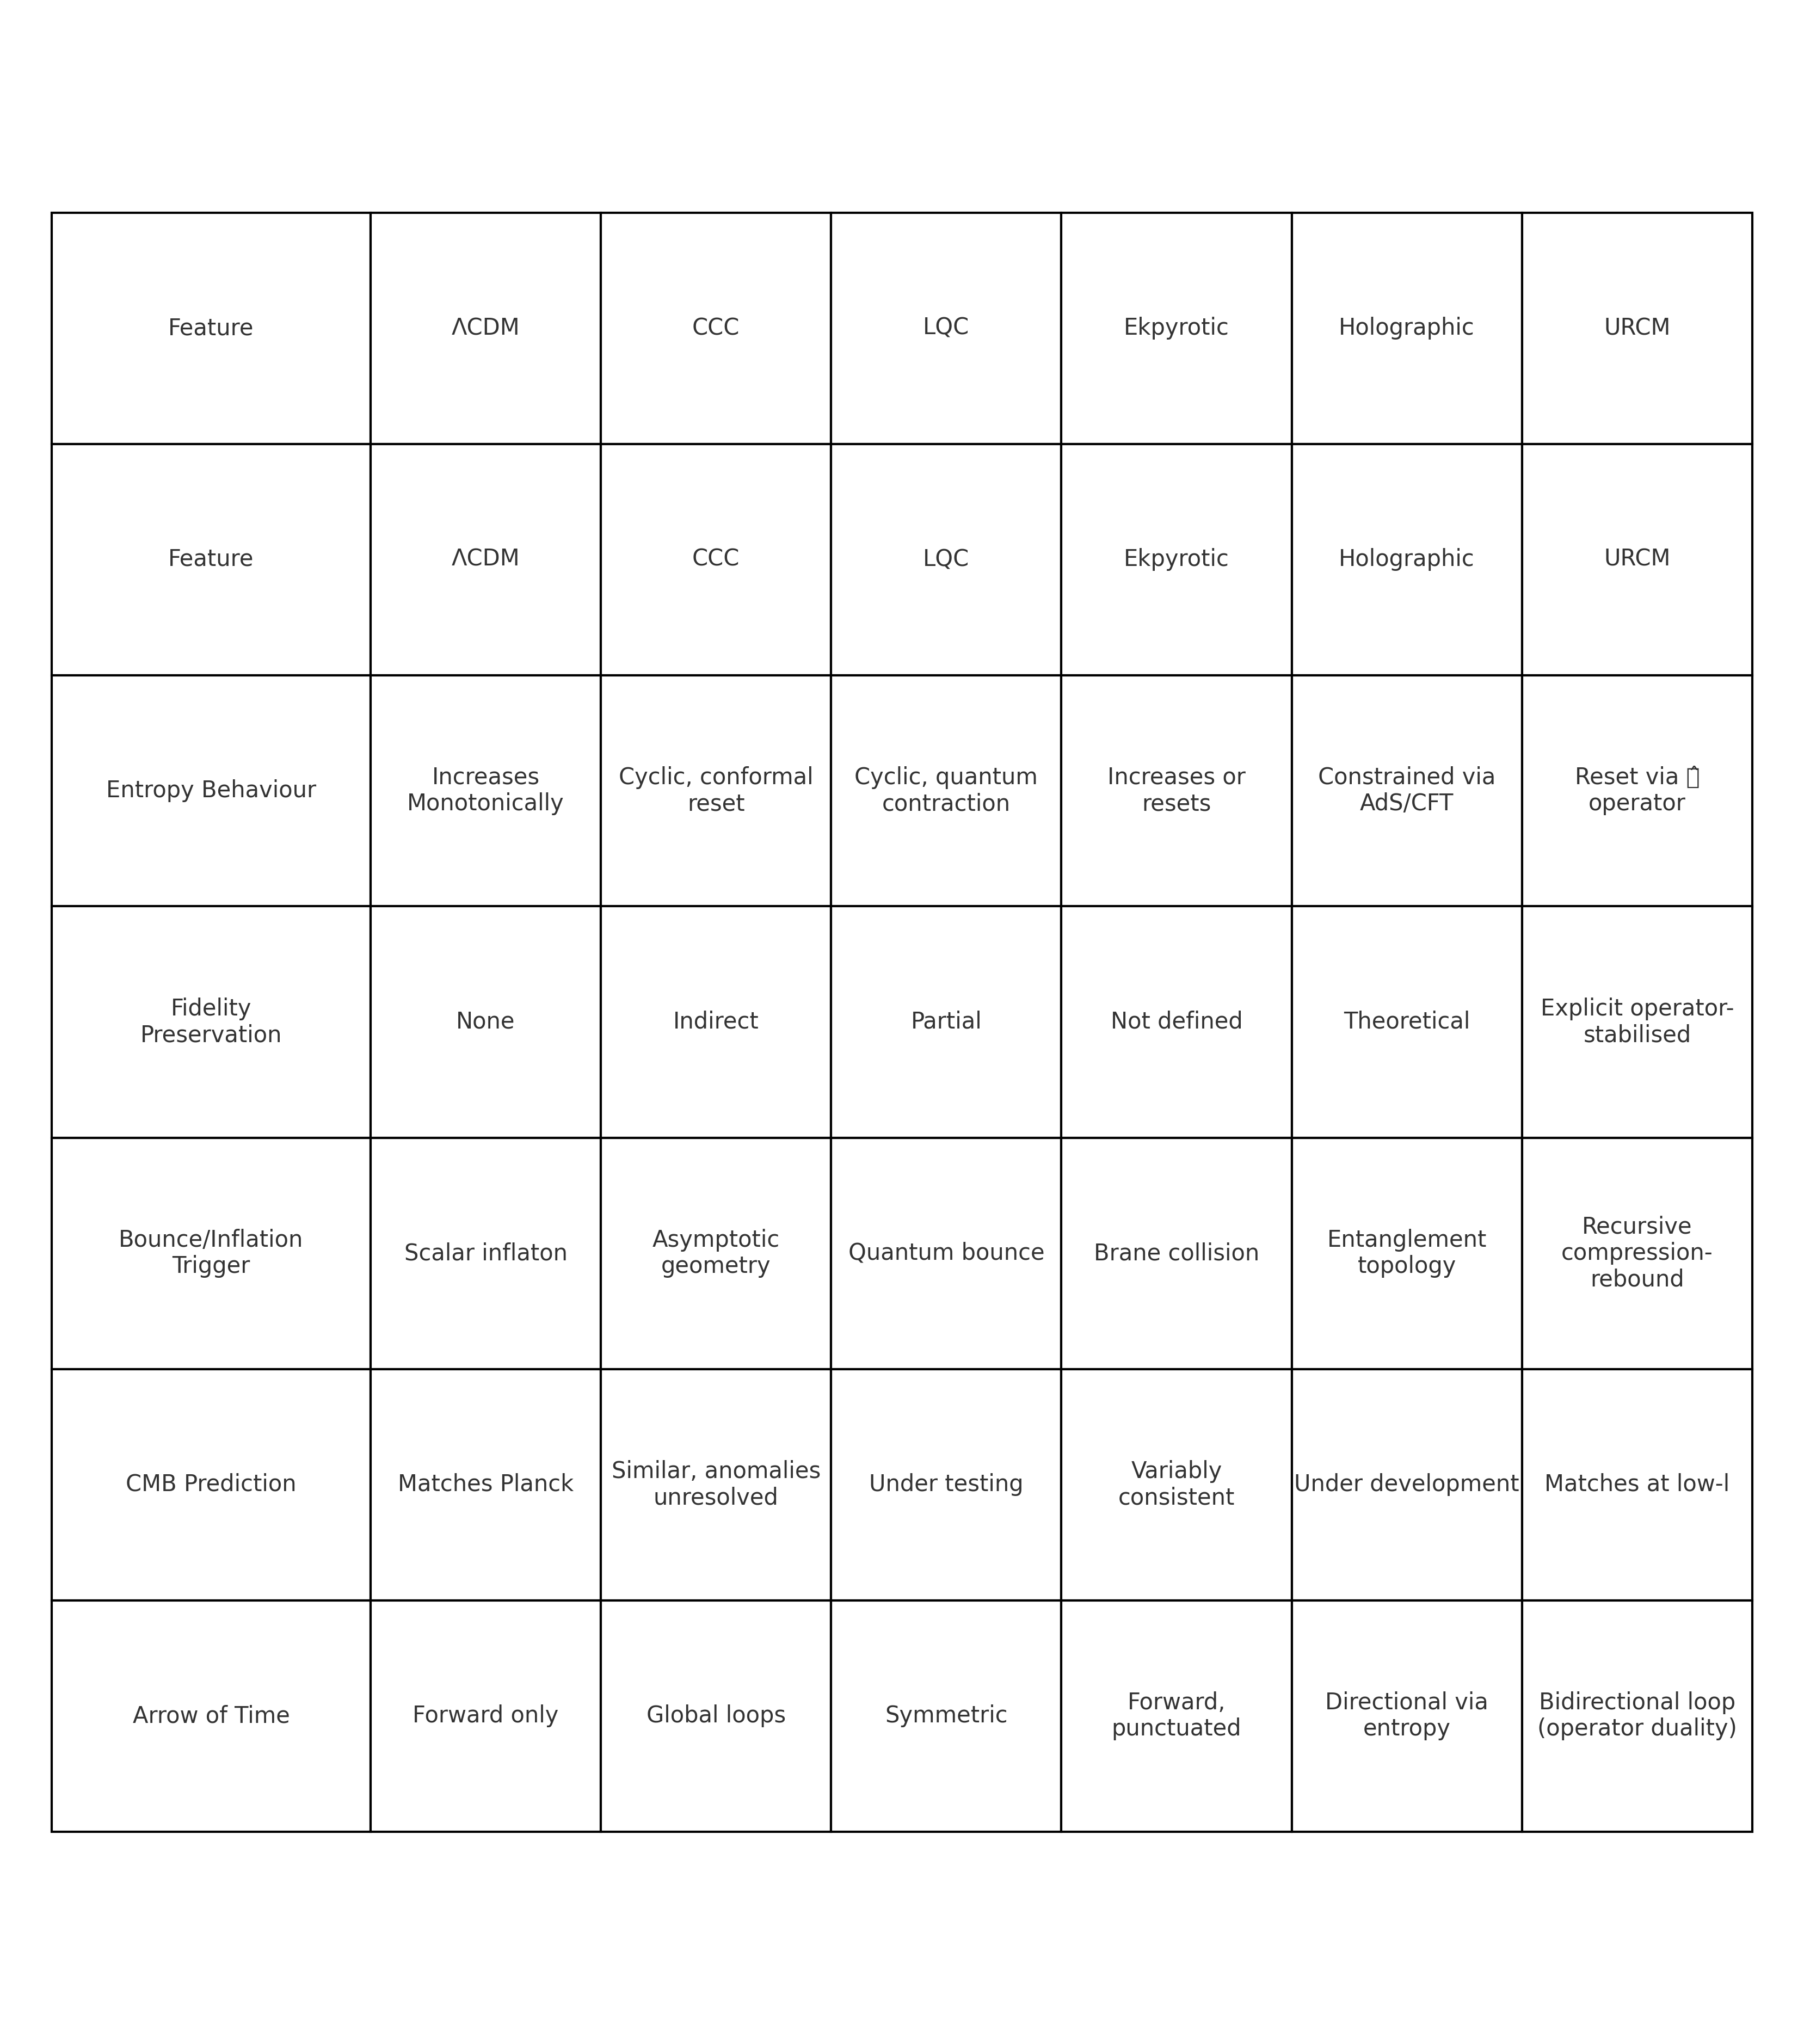 Feature ΛCDM CCC LQC Ekpyrotic Holographic URCM
Feature ΛCDM CCC LQC Ekpyrotic Holographic URCM
Entropy Behaviour
Increases
Monotonically
Cyclic, conformal
reset
Cyclic, quantum
contraction
Increases or
resets
Constrained via
AdS/CFT
Reset via
operator
Fidelity
Preservation
None
Indirect
Partial
Not defined
Theoretical
Explicit operator-
stabilised
Bounce/Inflation
Trigger
Scalar inflaton
Asymptotic
geometry
Quantum bounce
Brane collision
Entanglement
topology
Recursive
compression-
rebound
CMB Prediction
Matches Planck
Similar, anomalies
unresolved
Under testing
Variably
consistent
Under development
Matches at low-l
Arrow of Time
Forward only
Global loops
Symmetric
Forward,
punctuated
Directional via
entropy
Bidirectional loop
(operator duality)